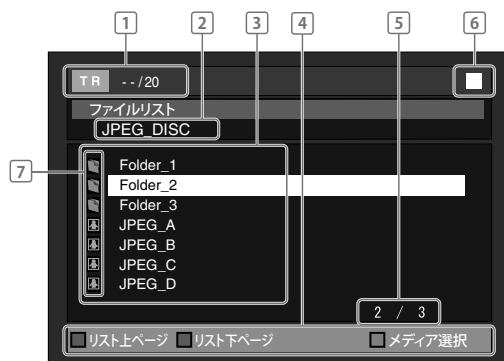 1 2 3 4 5 6
TR --/20
ファイルリスト
JPEG_DISC
7
Folder_1
Folder_2
Folder_3
JPEG_A
JPEG_B
JPEG_C
JPEG_D
2 / 3
リスト上ページ リスト下ページ メディア選択